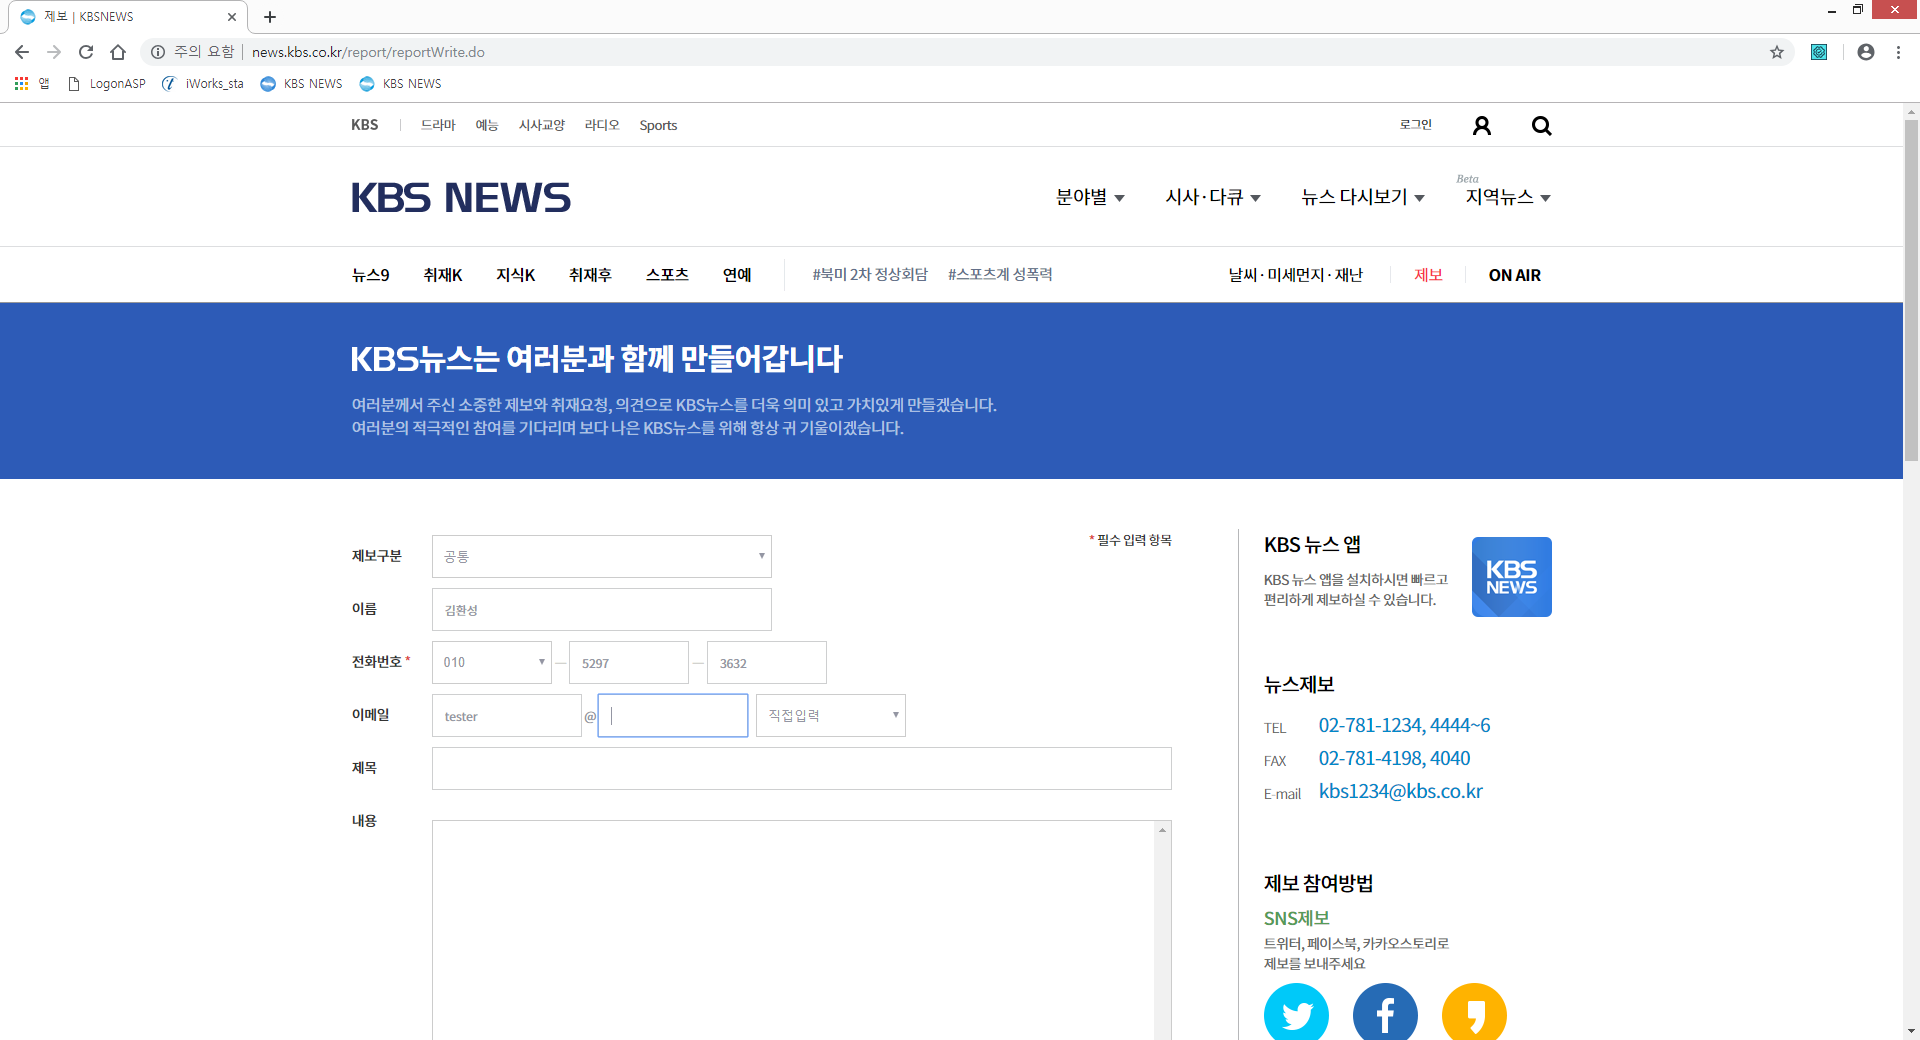 제보 | KBSNEWS
주의 요함 | news.kbs.co.kr/report/reportWrite.do
앱 LogonASP iWorks_sta KBS NEWS KBS NEWS
KBS 드라마 예능 시사교양 라디오 Sports 로그인
KBS NEWS
Beta
분야별 시사·다큐 뉴스 다시보기 지역뉴스
뉴스9 취재K 지식K 취재후 스포츠 연예 #북미 2차 정상회담 #스포츠계 성폭력 날씨·미세먼지·재난 제보 ON AIR
KBS뉴스는 여러분과 함께 만들어갑니다
여러분께서 주신 소중한 제보와 취재요청, 의견으로 KBS뉴스를 더욱 의미 있고 가치있게 만들겠습니다.
여러분의 적극적인 참여를 기다리며 보다 나은 KBS뉴스를 위해 항상 귀 기울이겠습니다.
* 필수 입력 항목
제보구분 공통
이름 김환성
전화번호 * 010 — 5297 — 3632
이메일 tester @ 직접입력
제목
내용
KBS 뉴스 앱
KBS 뉴스 앱을 설치하시면 빠르고
편리하게 제보하실 수 있습니다.
KBS
NEWS
뉴스제보
TEL 02-781-1234, 4444~6
FAX 02-781-4198, 4040
E-mail kbs1234@kbs.co.kr
제보 참여방법
SNS제보
트위터, 페이스북, 카카오스토리로
제보를 보내주세요